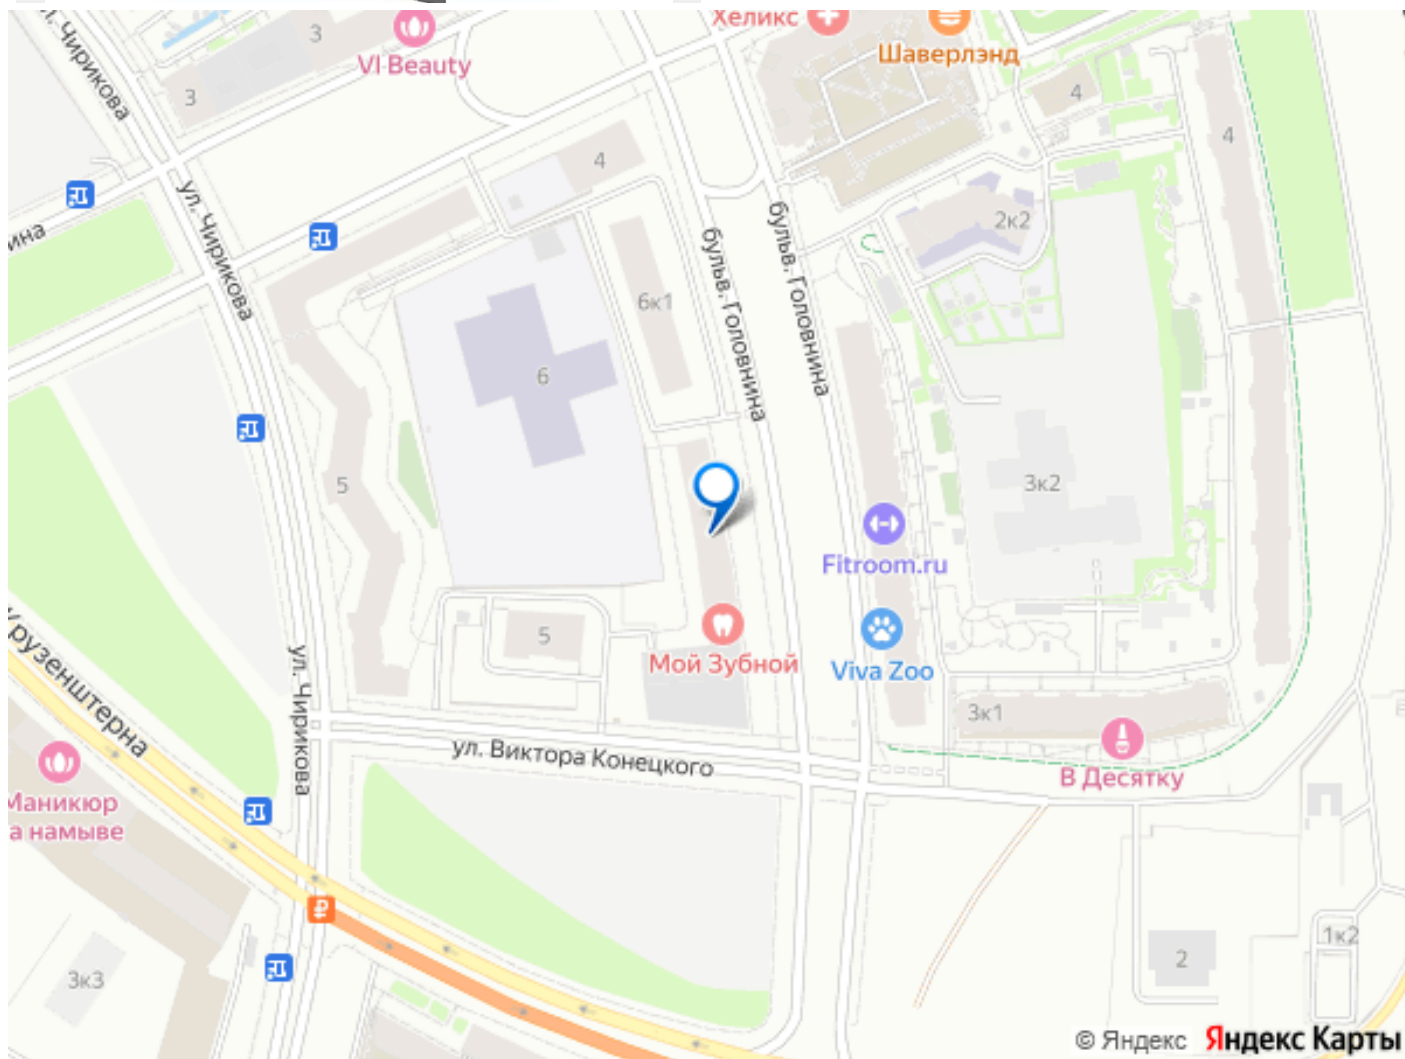 Хеликс
Шаверлэнд
ул. Чирикова
3
VI Beauty
3
4
4
4
ул. Чирикова
бульв. Головнина
бульв. Головнина
2к2
6к1
6
5
3к2
Fitroom.ru
5
Мой Зубной
Viva Zoo
Крузенштерна
ул. Чирикова
3к1
ул. Виктора Конецкого
В Десятку
Маникюр
а намыве
₽
3к3
2
1к2
© Яндекс Яндекс Карты